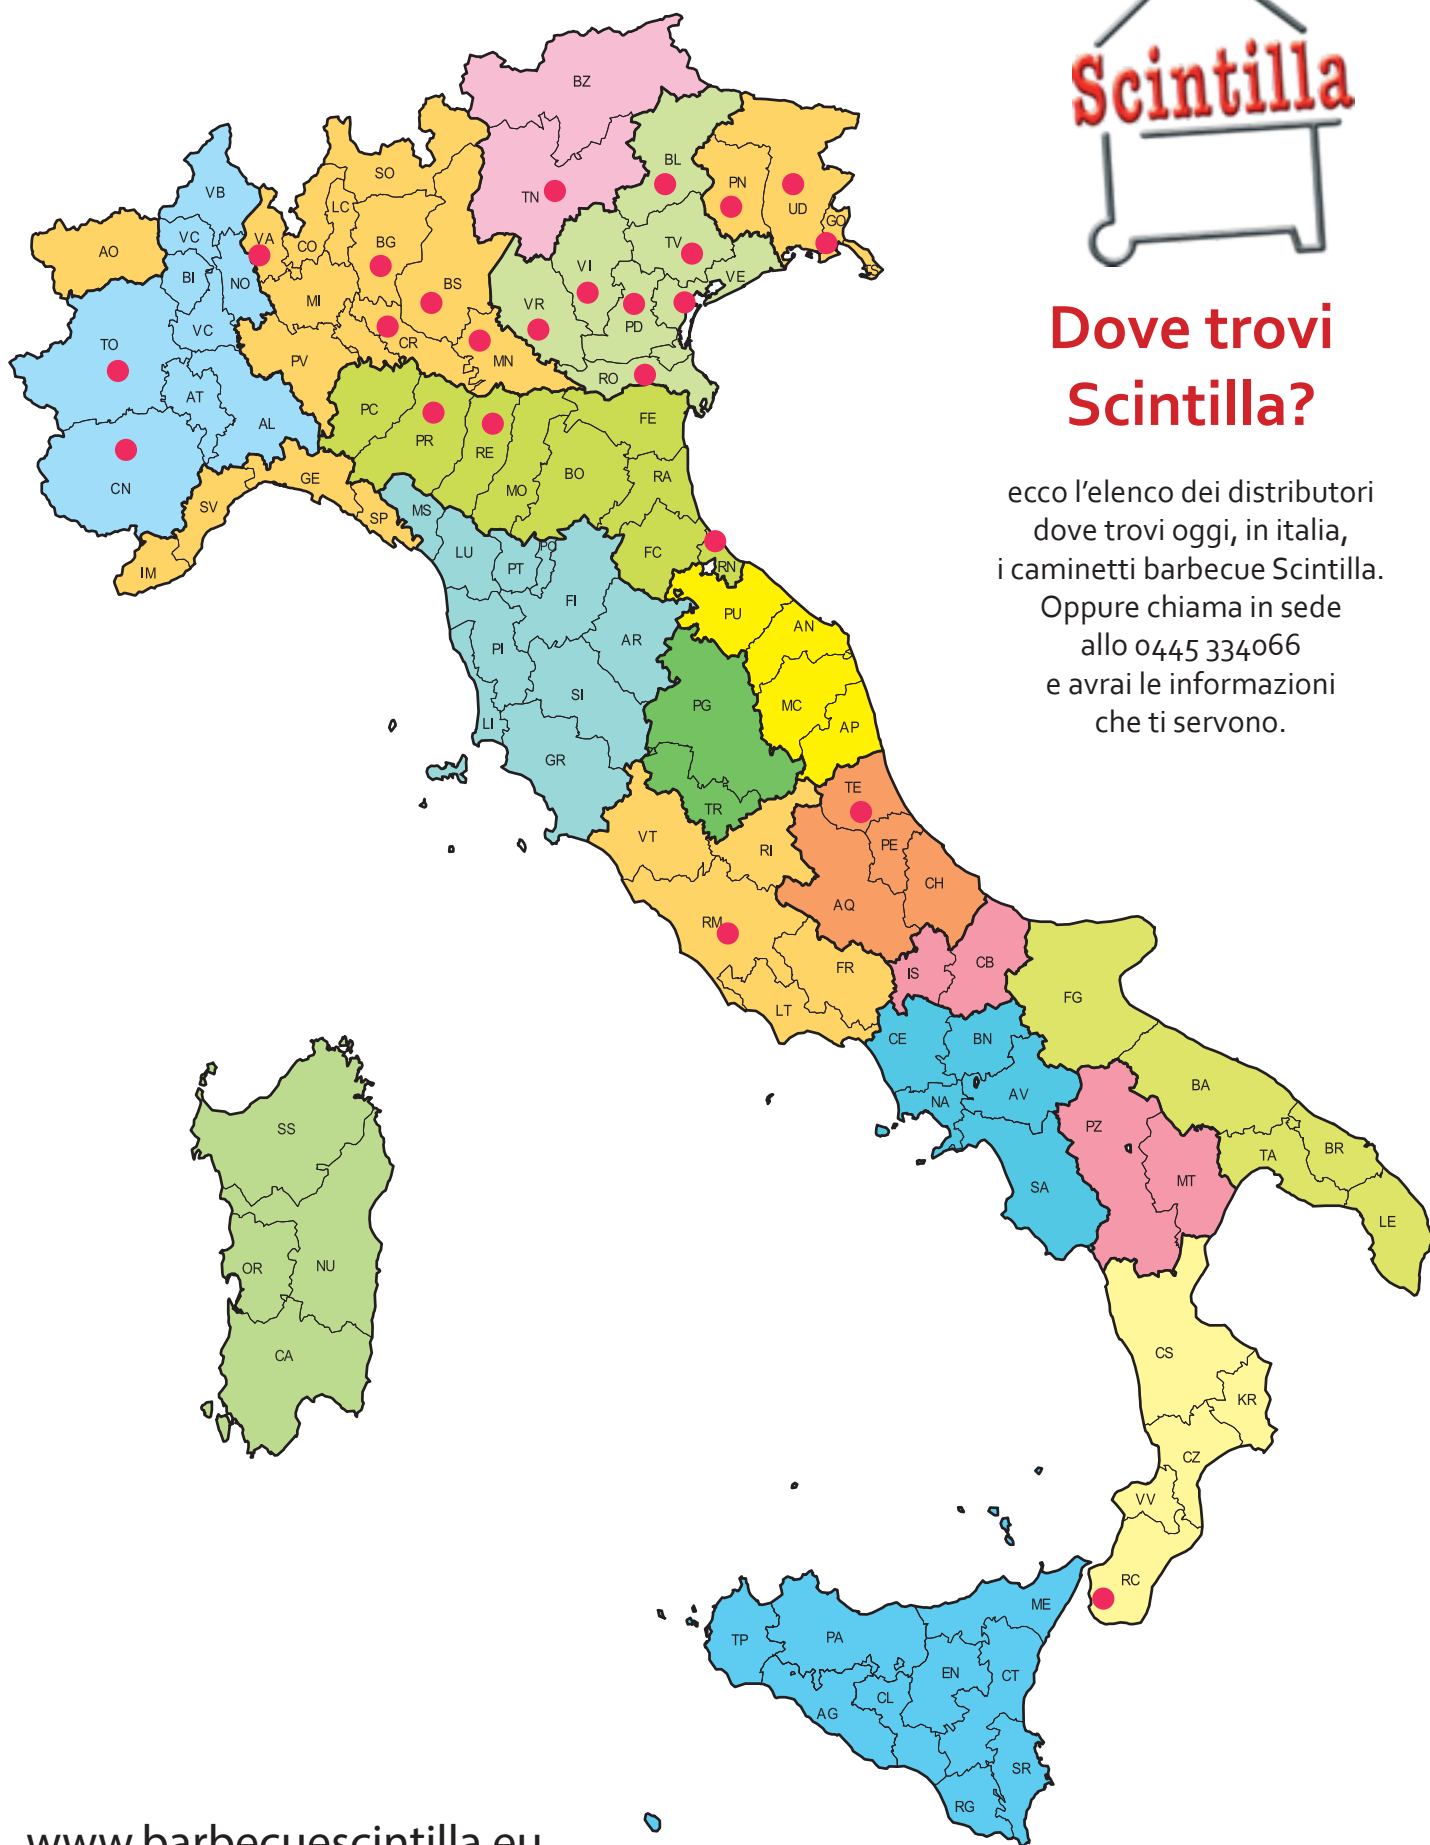 Scintilla
Dove trovi
Scintilla?
ecco l'elenco dei distributori
dove trovi oggi, in italia,
i caminetti barbecue Scintilla.
Oppure chiama in sede
allo 0445 334066
e avrai le informazioni
che ti servono.
BZ
TN
BL
PN
UD
GO
TV
VE
VI
VR
PD
RO
SO
LC
VA
CO
BG
BS
MI
CR
PV
MN
VB
AO
VC
BI
NO
VC
TO
AT
AL
CN
GE
SV
SP
IM
PC
PR
RE
MO
BO
FE
RA
FC
RN
MS
LU
PT
PO
FI
AR
PI
SI
LI
GR
PU
AN
MC
AP
PG
TR
VT
RI
RM
FR
LT
TE
PE
CH
AQ
IS
CB
FG
CE
BN
NA
AV
SA
BA
PZ
MT
TA
BR
LE
SS
OR
NU
CA
CS
KR
CZ
VV
RC
ME
TP
PA
EN
CT
CL
AG
SR
RG
www.barbecuescintilla.eu